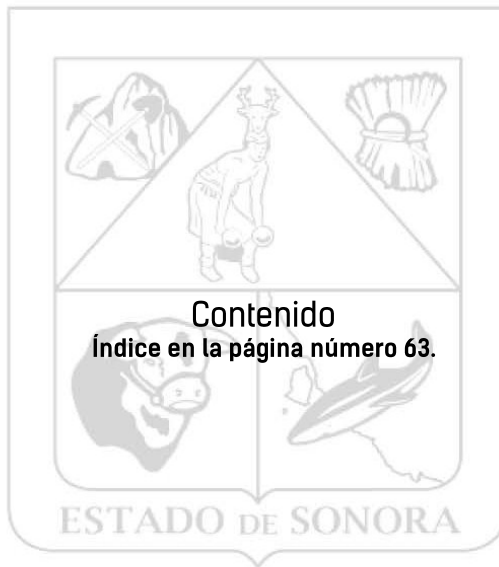 Contenido
Índice en la página número 63.
ESTADO DE SONORA